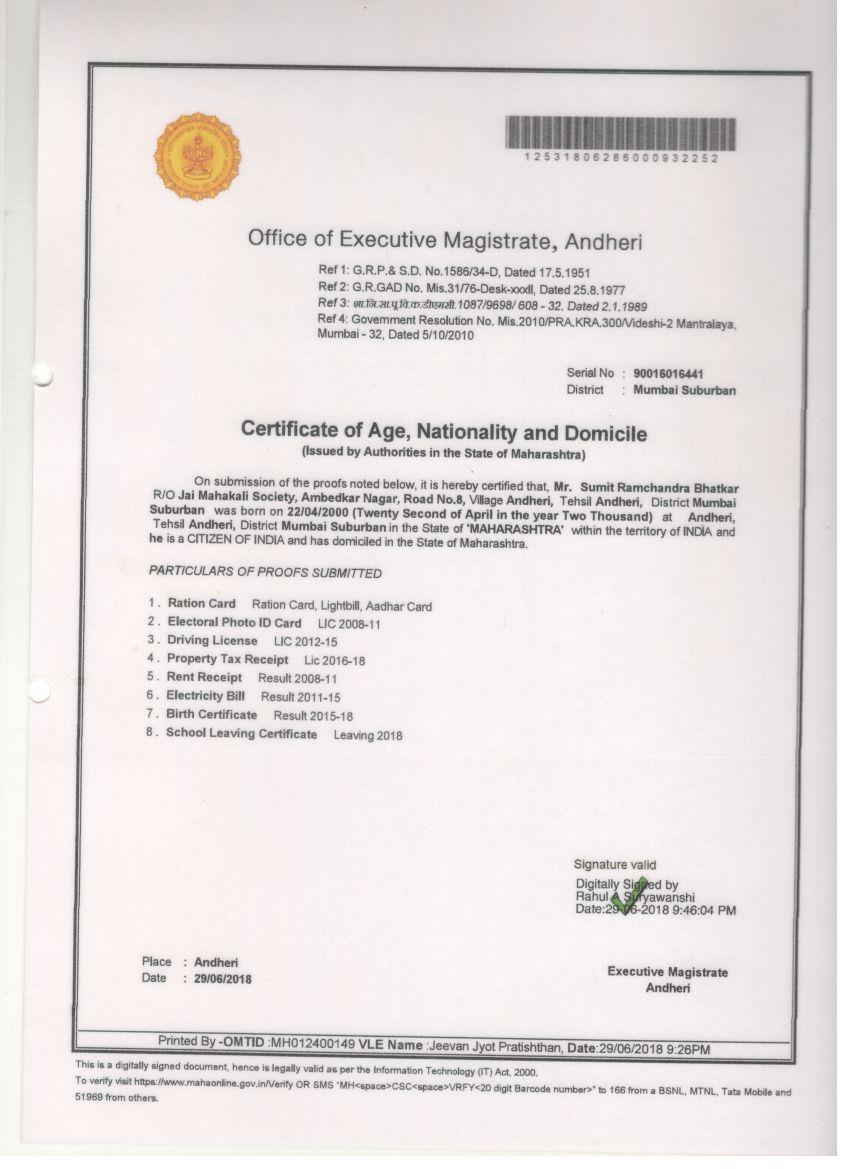 12531806286000932252
Office of Executive Magistrate, Andheri
Ref 1: G.R.P.& S.D. No.1586/34-D, Dated 17.5.1951
Ref 2: G.R.GAD No. Mis.31/76-Desk-xxxdl, Dated 25.8.1977
Ref 3: शा.नि.सा.पू.वि.क.डीएमसी.1087/9698/ 608 - 32. Dated 2.1.1989
Ref 4: Government Resolution No. Mis.2010/PRA.KRA.300/Videshi-2 Mantralaya,
Mumbai - 32, Dated 5/10/2010
Serial No : 90016016441
District : Mumbai Suburban
Certificate of Age, Nationality and Domicile
(Issued by Authorities in the State of Maharashtra)
On submission of the proofs noted below, it is hereby certified that, Mr. Sumit Ramchandra Bhatkar
R/O Jai Mahakali Society, Ambedkar Nagar, Road No.8, Village Andheri, Tehsil Andheri, District Mumbai
Suburban was born on 22/04/2000 (Twenty Second of April in the year Two Thousand) at Andheri,
Tehsil Andheri, District Mumbai Suburban in the State of 'MAHARASHTRA' within the territory of INDIA and
he is a CITIZEN OF INDIA and has domiciled in the State of Maharashtra.
PARTICULARS OF PROOFS SUBMITTED
1 . Ration Card Ration Card, Lightbill, Aadhar Card
2 . Electoral Photo ID Card LIC 2008-11
3 . Driving License LIC 2012-15
4 . Property Tax Receipt Lic 2016-18
5 . Rent Receipt Result 2008-11
6 . Electricity Bill Result 2011-15
7 . Birth Certificate Result 2015-18
8 . School Leaving Certificate Leaving 2018
Signature valid
Digitally Signed by
Rahul A Suryawanshi
Date:29-06-2018 9:46:04 PM
Place : Andheri
Date : 29/06/2018
Executive Magistrate
Andheri
Printed By -OMTID :MH012400149 VLE Name :Jeevan Jyot Pratishthan, Date:29/06/2018 9:26PM
This is a digitally signed document, hence is legally valid as per the Information Technology (IT) Act, 2000.
To verify visit https://www.mahaonline.gov.in/Verify OR SMS "MH<space>CSC<space>VRFY<20 digit Barcode number>" to 166 from a BSNL, MTNL, Tata Mobile and
51969 from others.